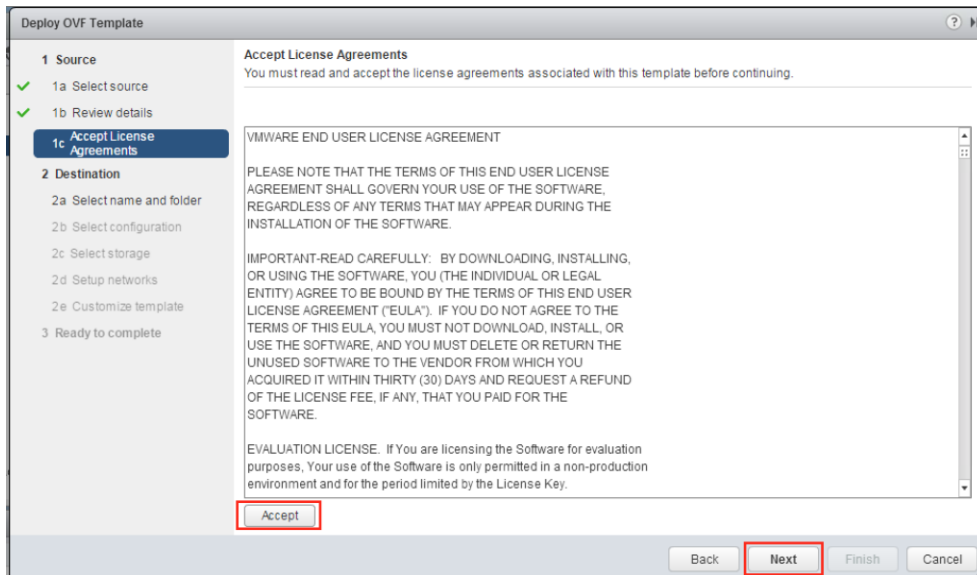 Deploy OVF Template
?
1 Source
1a Select source
1b Review details
1c Accept License
Agreements
2 Destination
2a Select name and folder
2b Select configuration
2c Select storage
2d Setup networks
2e Customize template
3 Ready to complete
Accept License Agreements
You must read and accept the license agreements associated with this template before continuing.
VMWARE END USER LICENSE AGREEMENT
PLEASE NOTE THAT THE TERMS OF THIS END USER LICENSE
AGREEMENT SHALL GOVERN YOUR USE OF THE SOFTWARE,
REGARDLESS OF ANY TERMS THAT MAY APPEAR DURING THE
INSTALLATION OF THE SOFTWARE.
IMPORTANT-READ CAREFULLY: BY DOWNLOADING, INSTALLING,
OR USING THE SOFTWARE, YOU (THE INDIVIDUAL OR LEGAL
ENTITY) AGREE TO BE BOUND BY THE TERMS OF THIS END USER
LICENSE AGREEMENT ("EULA"). IF YOU DO NOT AGREE TO THE
TERMS OF THIS EULA, YOU MUST NOT DOWNLOAD, INSTALL, OR
USE THE SOFTWARE, AND YOU MUST DELETE OR RETURN THE
UNUSED SOFTWARE TO THE VENDOR FROM WHICH YOU
ACQUIRED IT WITHIN THIRTY (30) DAYS AND REQUEST A REFUND
OF THE LICENSE FEE, IF ANY, THAT YOU PAID FOR THE
SOFTWARE.
EVALUATION LICENSE. If You are licensing the Software for evaluation
purposes, Your use of the Software is only permitted in a non-production
environment and for the period limited by the License Key.
Accept
Back Next Finish Cancel